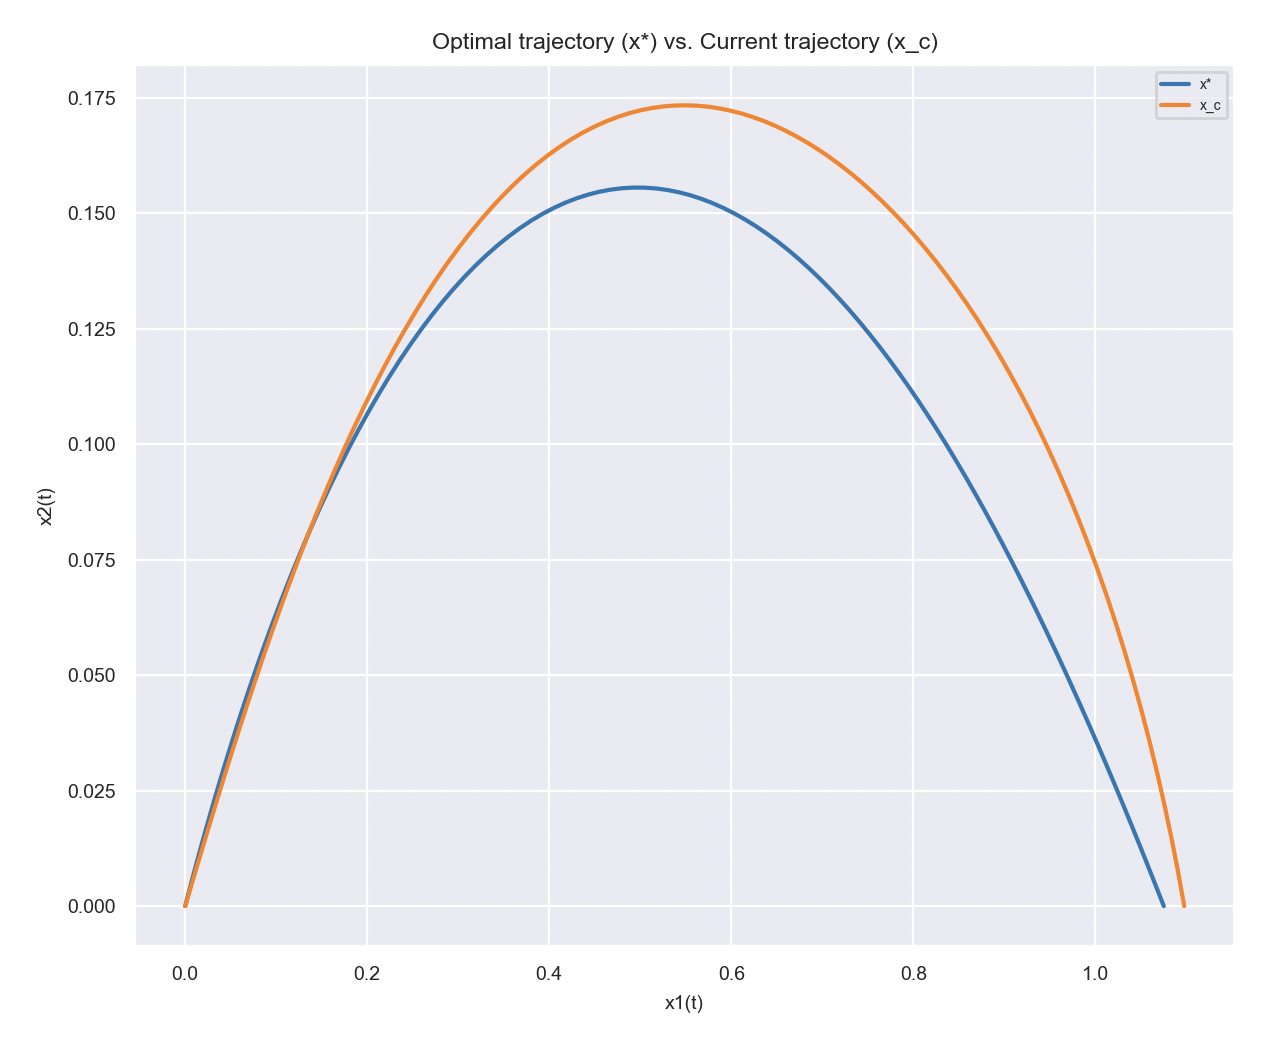 Optimal trajectory (x*) vs. Current trajectory (x_c)
x*
x_c
0.175
0.150
0.125
0.100
0.075
0.050
0.025
0.000
x2(t)
0.0 0.2 0.4 0.6 0.8 1.0
x1(t)